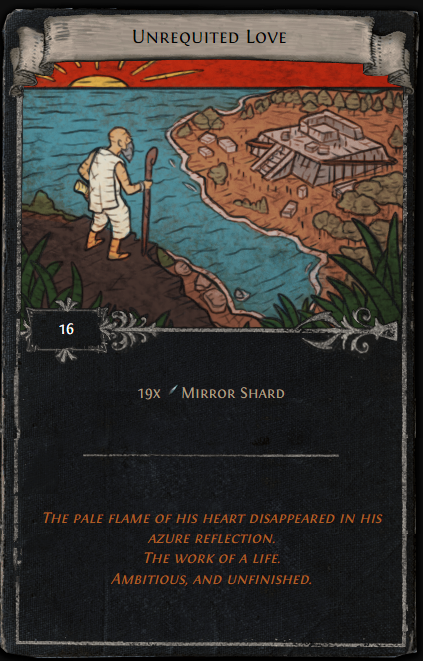 Unrequited Love
16
19x Mirror Shard
The pale flame of his heart disappeared in his
azure reflection.
The work of a life.
Ambitious, and unfinished.